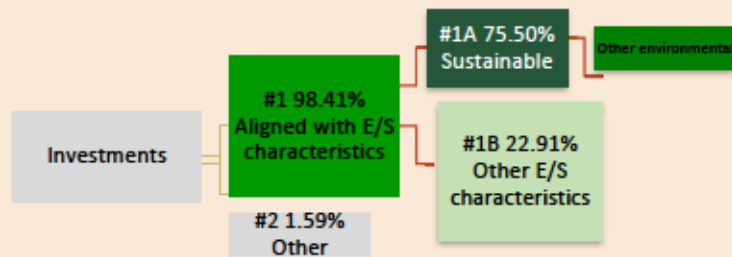 #1A 75.50%
Sustainable
Other environmental
#1 98.41%
Aligned with E/S
characteristics
Investments
#1B 22.91%
Other E/S
characteristics
#2 1.59%
Other